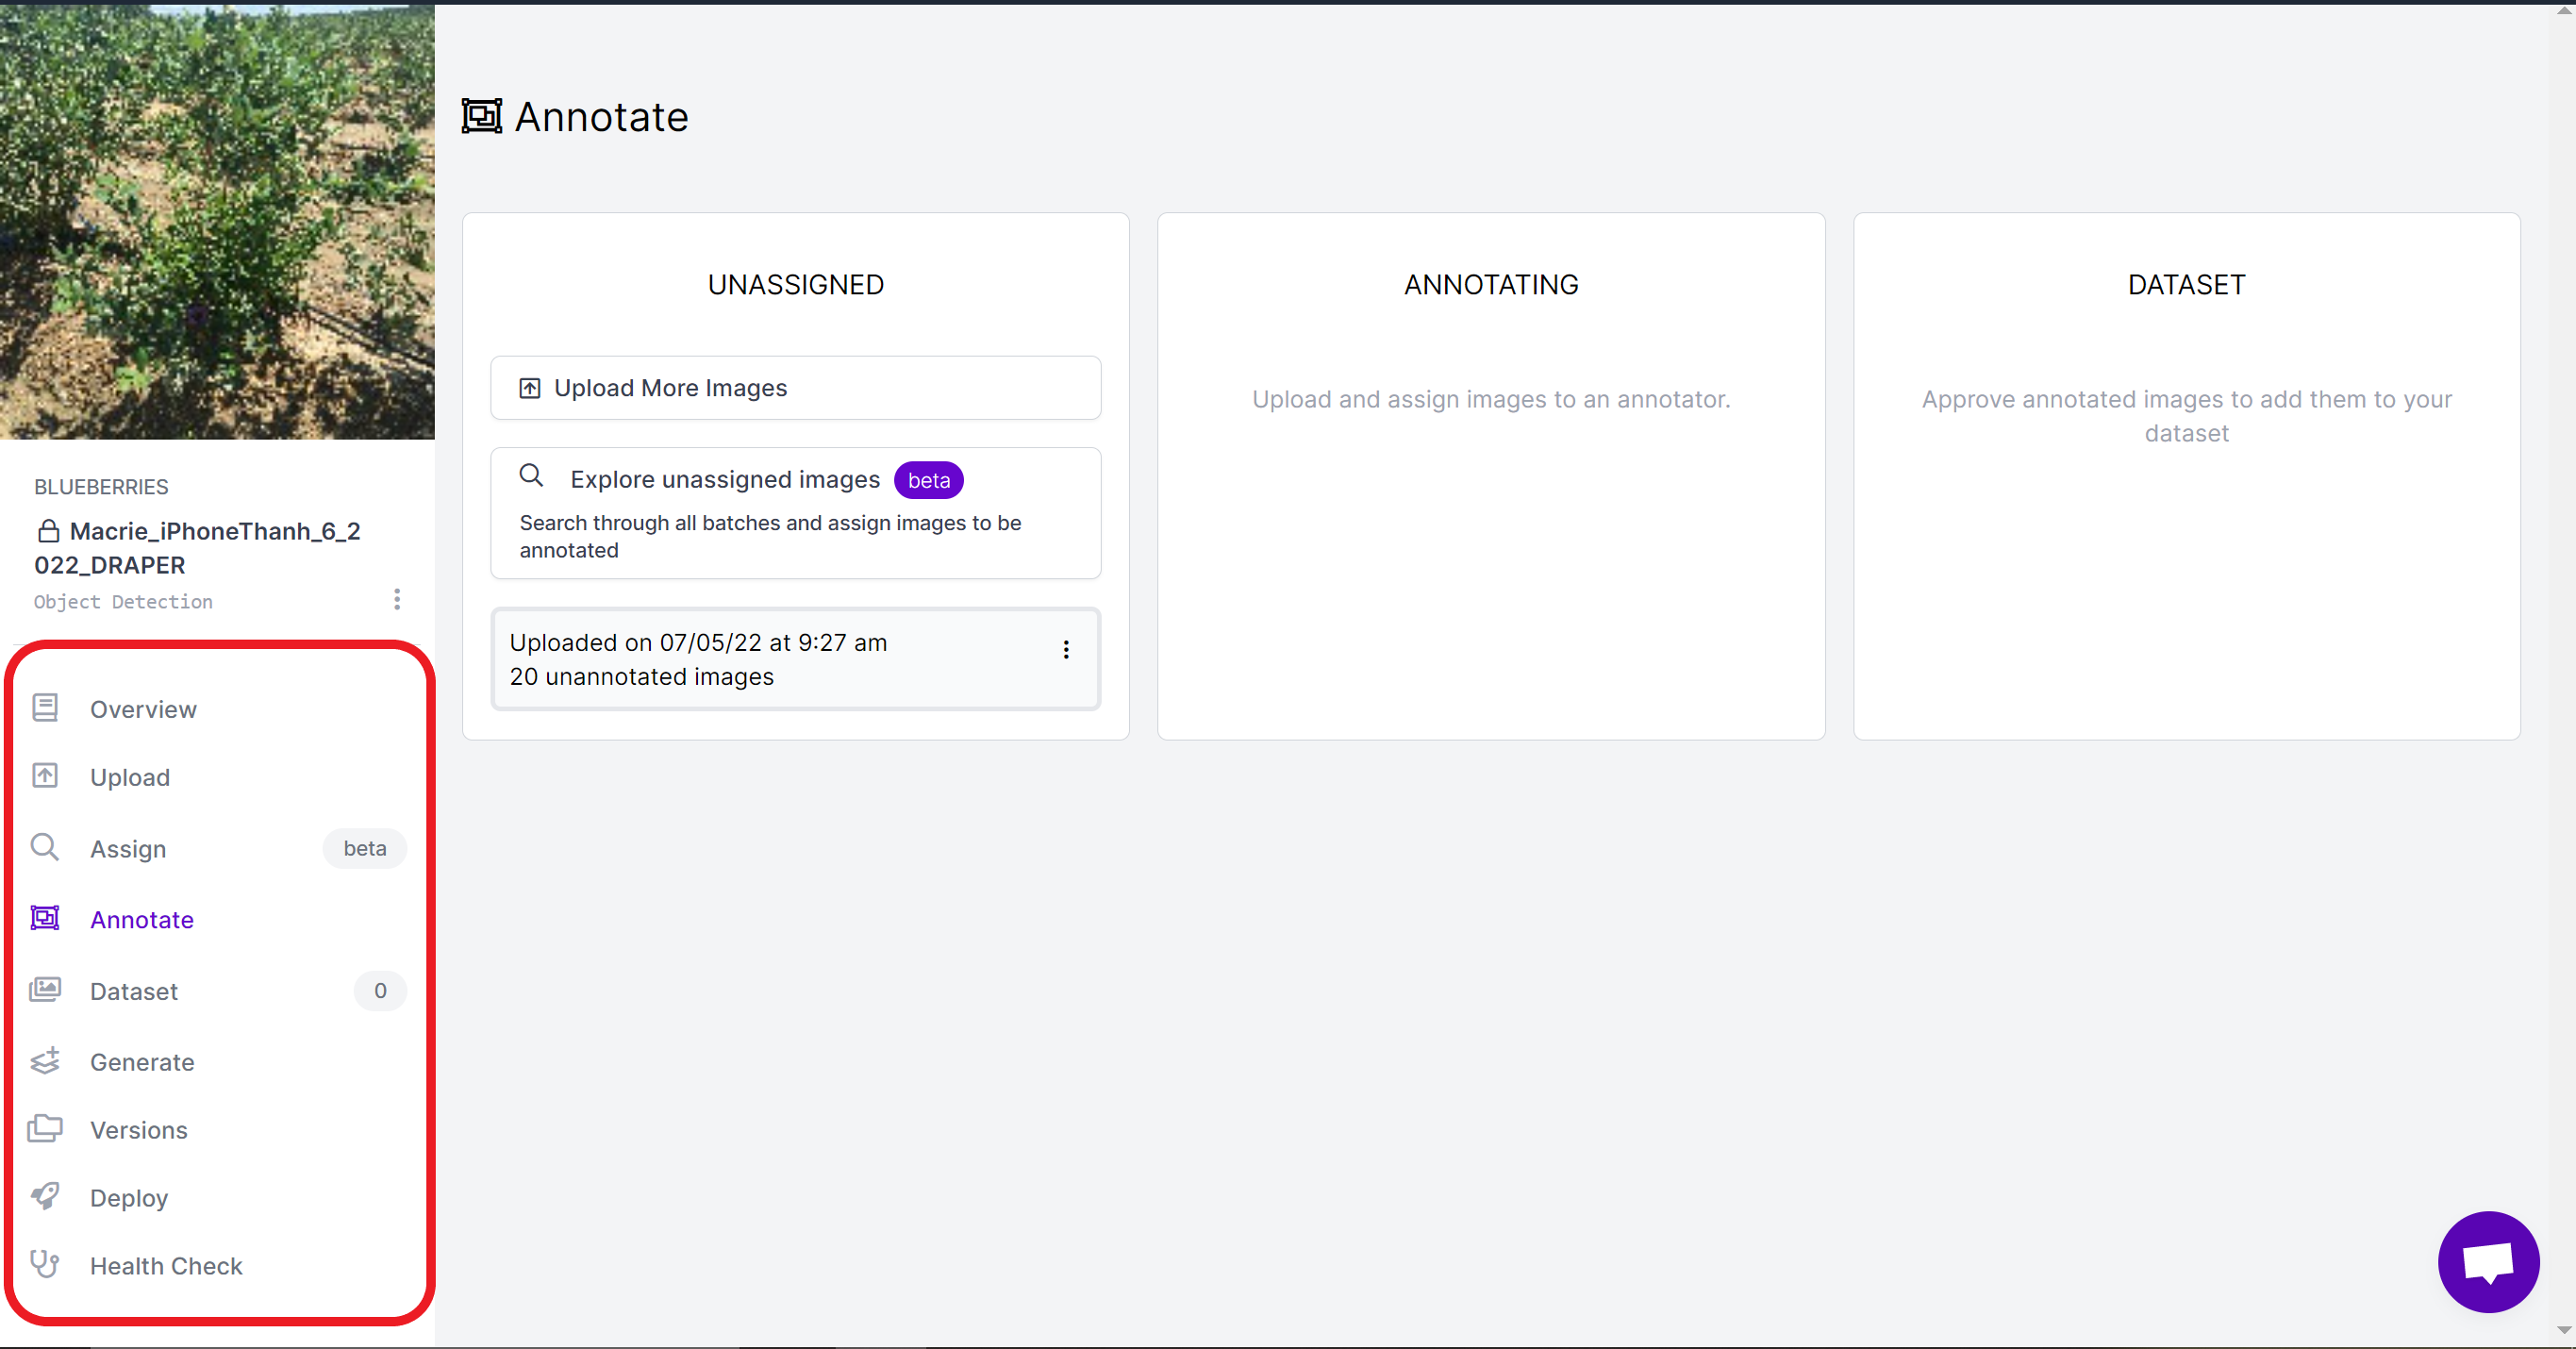 BLUEBERRIES
Macrie_iPhoneThanh_6_2
022_DRAPER
Object Detection
Overview
Upload
Assign beta
Annotate
Dataset 0
Generate
Versions
Deploy
Health Check
Annotate
UNASSIGNED
Upload More Images
Explore unassigned images beta
Search through all batches and assign images to be
annotated
Uploaded on 07/05/22 at 9:27 am
20 unannotated images
ANNOTATING
Upload and assign images to an annotator.
DATASET
Approve annotated images to add them to your
dataset